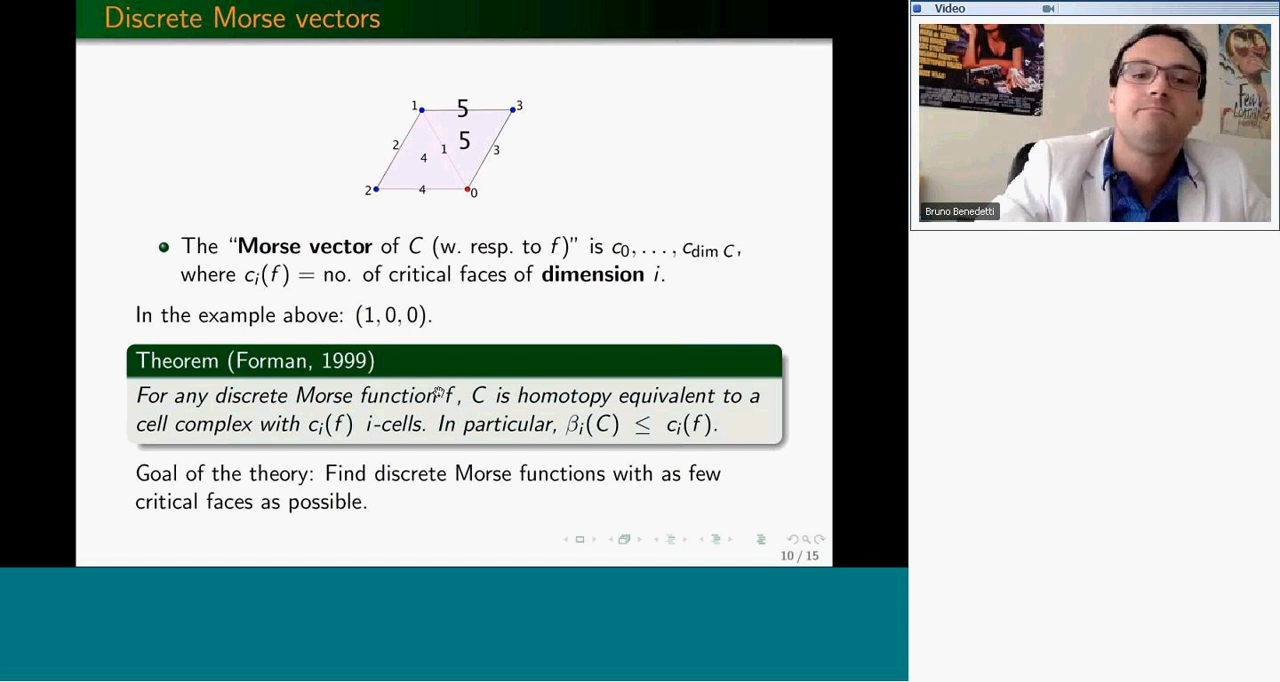 Discrete Morse vectors
1 5 3
2 4 1 5 3
2 4 0
The “Morse vector of C (w. resp. to f)” is c₀, . . . , c_dim C,
where cᵢ(f) = no. of critical faces of dimension i.
In the example above: (1, 0, 0).
Theorem (Forman, 1999)
For any discrete Morse function f, C is homotopy equivalent to a
cell complex with cᵢ(f) i-cells. In particular, βᵢ(C) ≤ cᵢ(f).
Goal of the theory: Find discrete Morse functions with as few
critical faces as possible.
10 / 15
Video
Bruno Benedetti